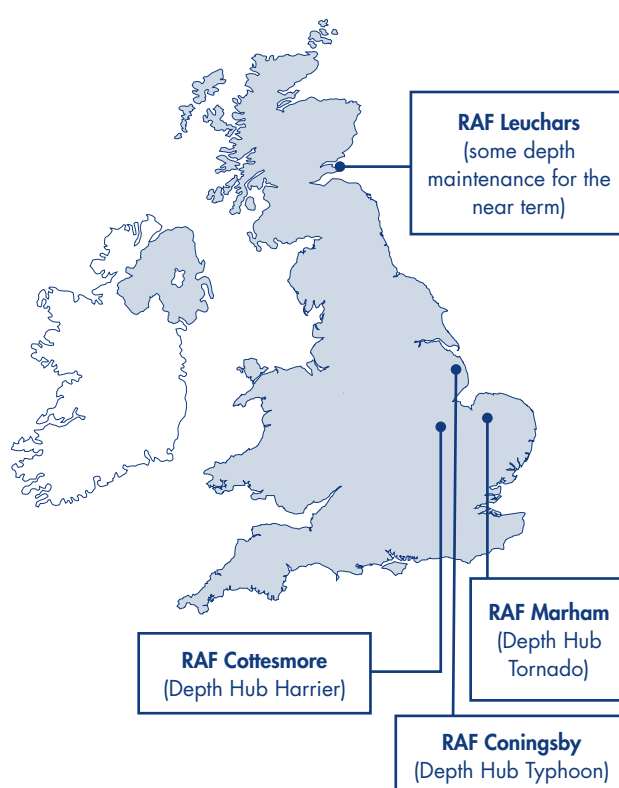 RAF Leuchars
(some depth
maintenance for the
near term)
RAF Marham
(Depth Hub
Tornado)
RAF Cottesmore
(Depth Hub Harrier)
RAF Coningsby
(Depth Hub Typhoon)